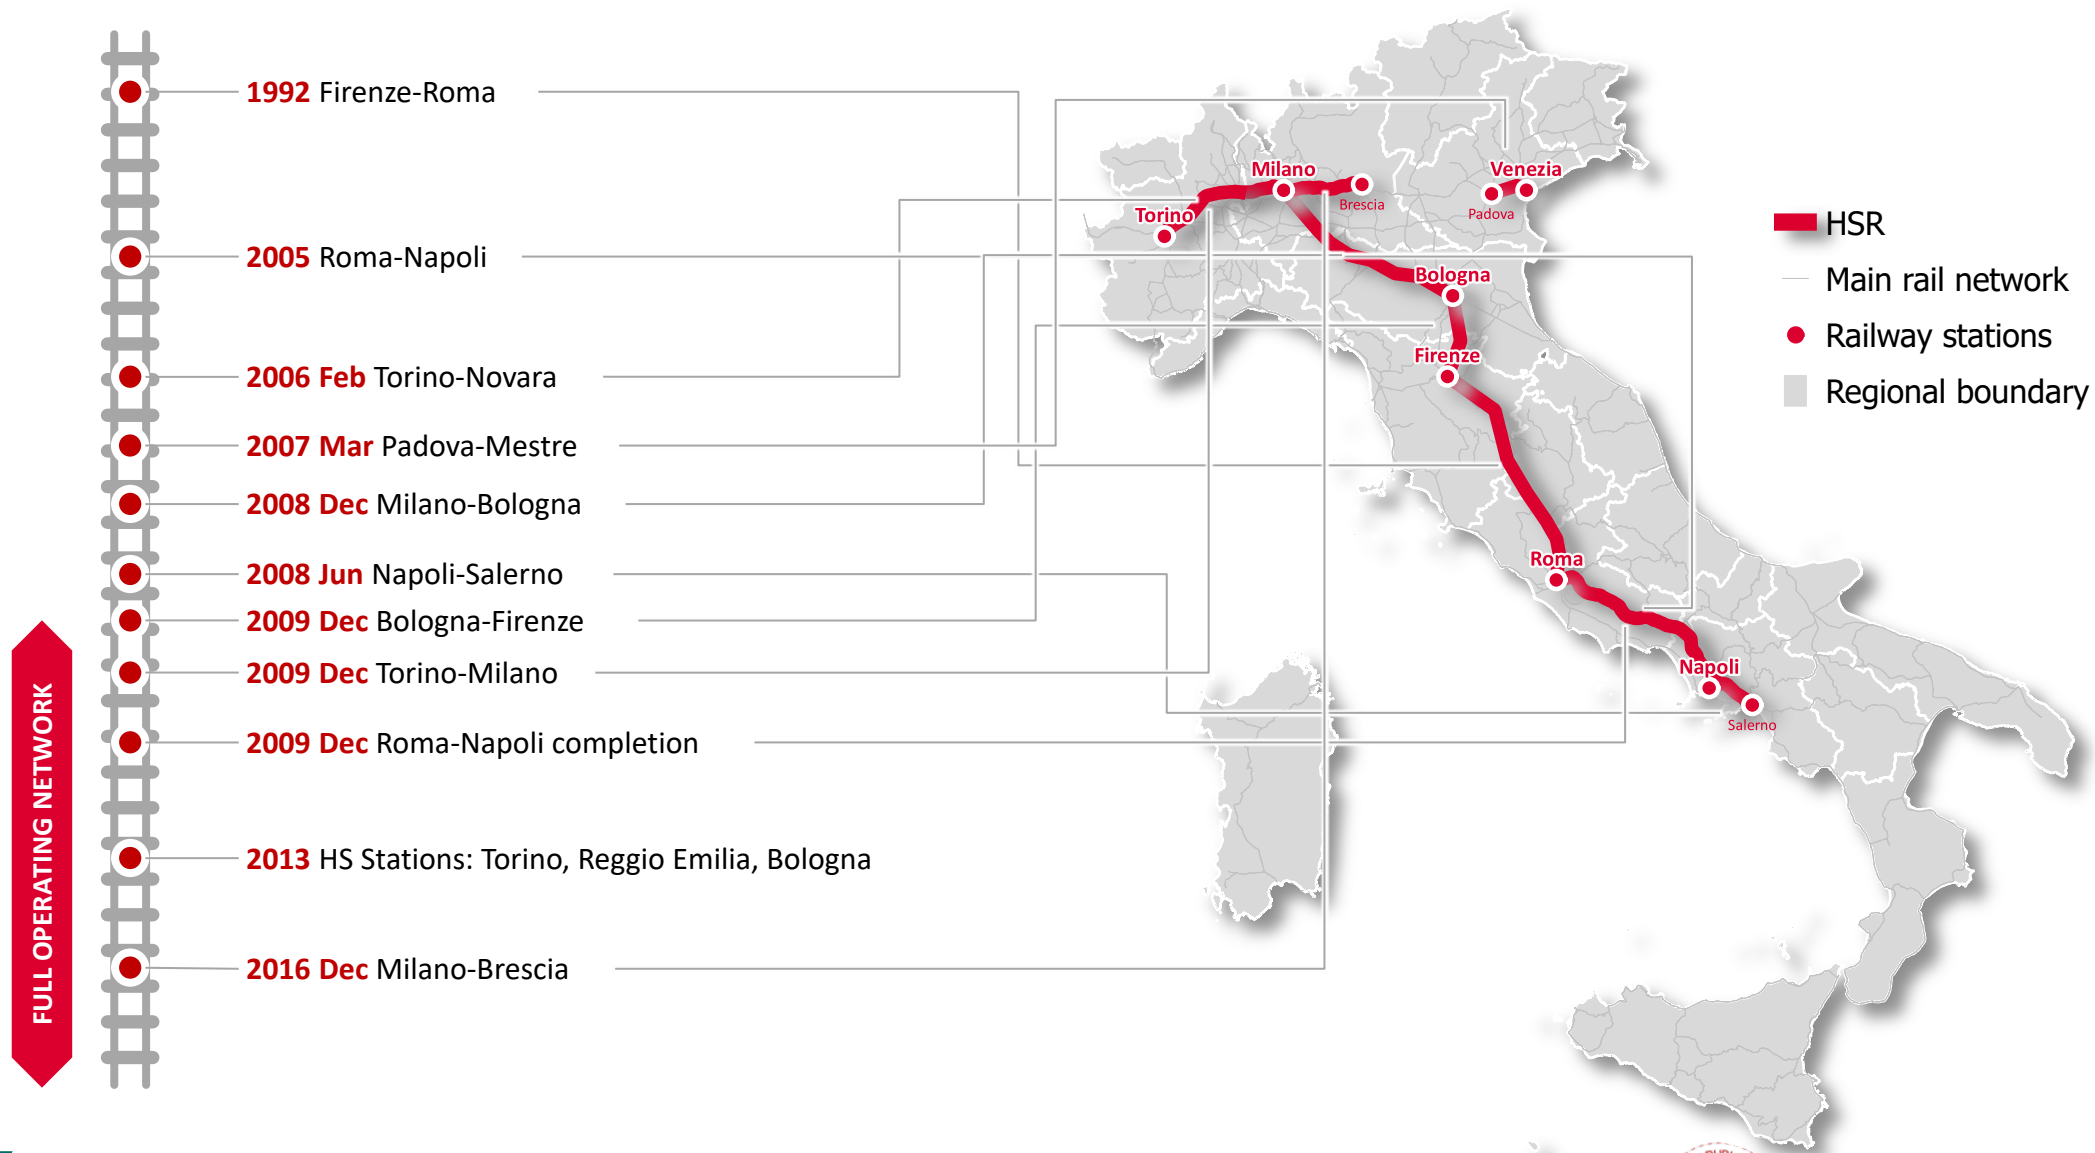 1992 Firenze-Roma
2005 Roma-Napoli
2006 Feb Torino-Novara
2007 Mar Padova-Mestre
2008 Dec Milano-Bologna
2008 Jun Napoli-Salerno
2009 Dec Bologna-Firenze
2009 Dec Torino-Milano
2009 Dec Roma-Napoli completion
2013 HS Stations: Torino, Reggio Emilia, Bologna
2016 Dec Milano-Brescia
FULL OPERATING NETWORK
Milano
Venezia
Brescia
Padova
Torino
Bologna
Firenze
Roma
Napoli
Salerno
HSR
Main rail network
Railway stations
Regional boundary